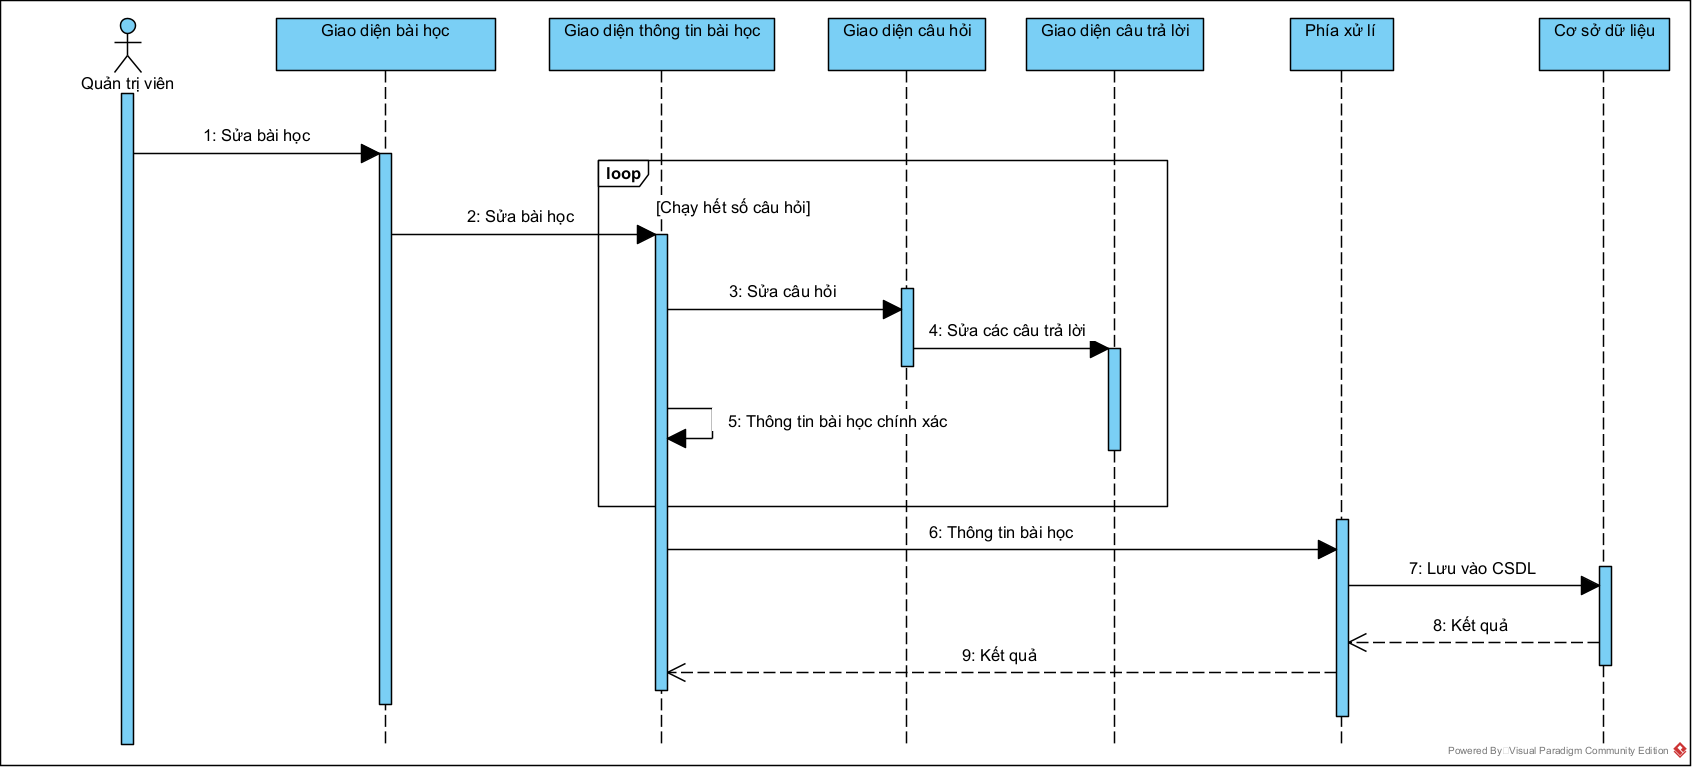 Quản trị viên
Giao diện bài học
Giao diện thông tin bài học
Giao diện câu hỏi
Giao diện câu trả lời
Phía xử lí
Cơ sở dữ liệu
1: Sửa bài học
loop
[Chạy hết số câu hỏi]
2: Sửa bài học
3: Sửa câu hỏi
4: Sửa các câu trả lời
5: Thông tin bài học chính xác
6: Thông tin bài học
7: Lưu vào CSDL
8: Kết quả
9: Kết quả
Powered By Visual Paradigm Community Edition